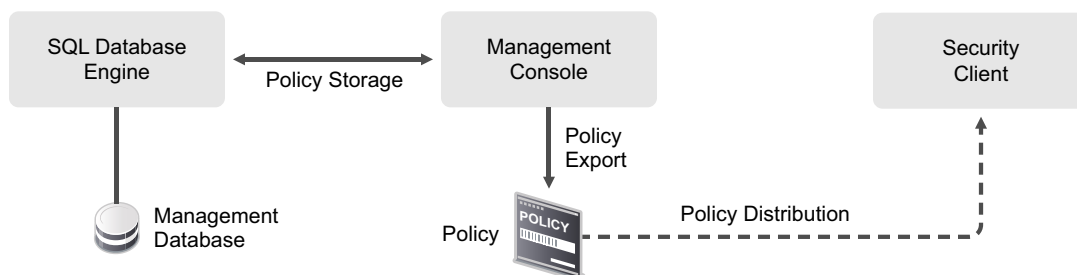 SQL Database
Engine
Policy Storage
Management
Console
Security
Client
Policy
Export
Management
Database
Policy
POLICY
Policy Distribution